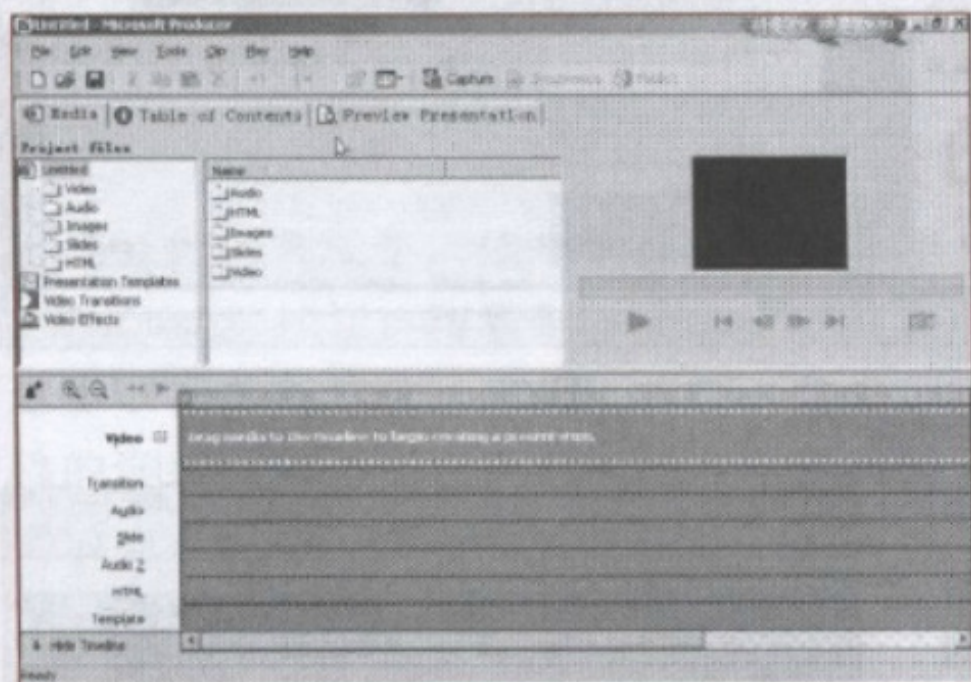 Untitled - Microsoft Producer
File Edit View Tools Clip Play Help
Capture Synchronize Publish
Media Table of Contents Preview Presentation
Project files
Untitled
Video
Audio
Images
Slides
HTML
Presentation Templates
Video Transitions
Video Effects
Name
Audio
HTML
Images
Slides
Video
Video
Drag media to the timeline to begin creating a presentation.
Transition
Audio
Slide
Audio 2
HTML
Template
Hide Timeline
Ready